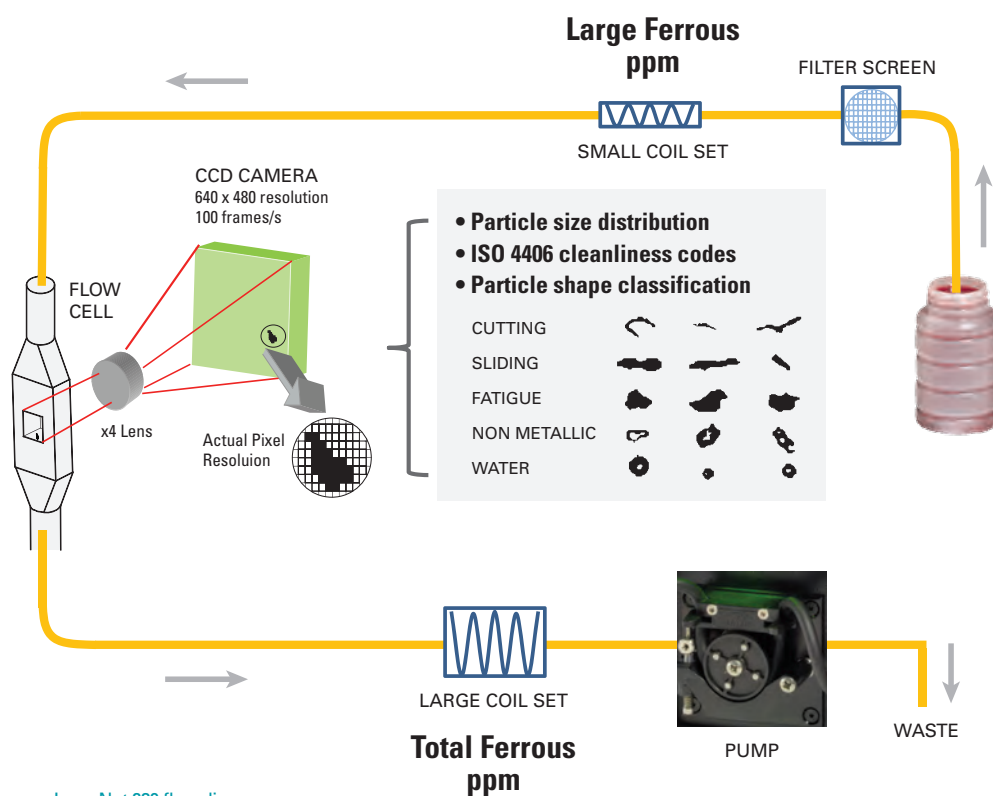 Large Ferrous
ppm
FILTER SCREEN
SMALL COIL SET
CCD CAMERA
640 x 480 resolution
100 frames/s
FLOW
CELL
x4 Lens
Actual Pixel
Resoluion
• Particle size distribution
• ISO 4406 cleanliness codes
• Particle shape classification
CUTTING
SLIDING
FATIGUE
NON METALLIC
WATER
LARGE COIL SET
Total Ferrous
ppm
PUMP
WASTE